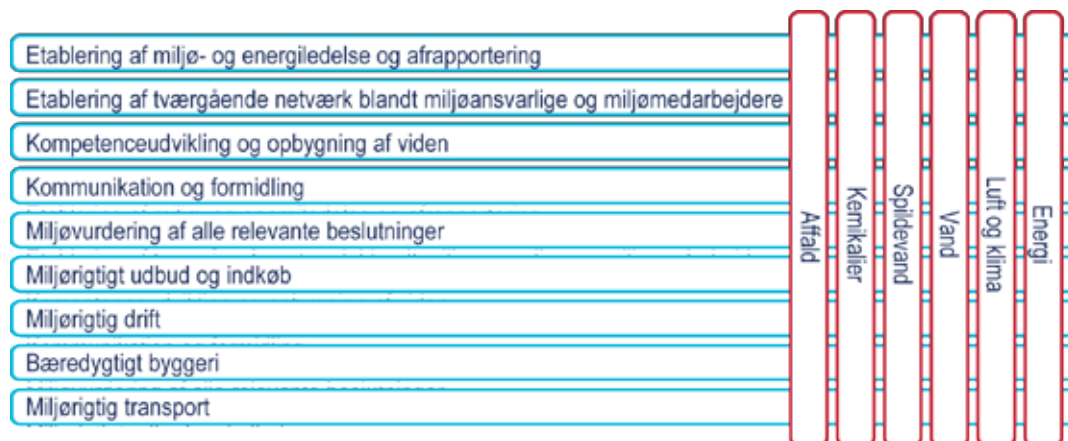 Etablering af miljø- og energiledelse og afrapportering
Etablering af tværgående netværk blandt miljøansvarlige og miljømedarbejdere
Kompetenceudvikling og opbygning af viden
Kommunikation og formidling
Miljøvurdering af alle relevante beslutninger
Miljørigtigt udbud og indkøb
Miljørigtig drift
Bæredygtigt byggeri
Miljørigtig transport
Affald
Kemikalier
Spildevand
Vand
Luft og klima
Energi